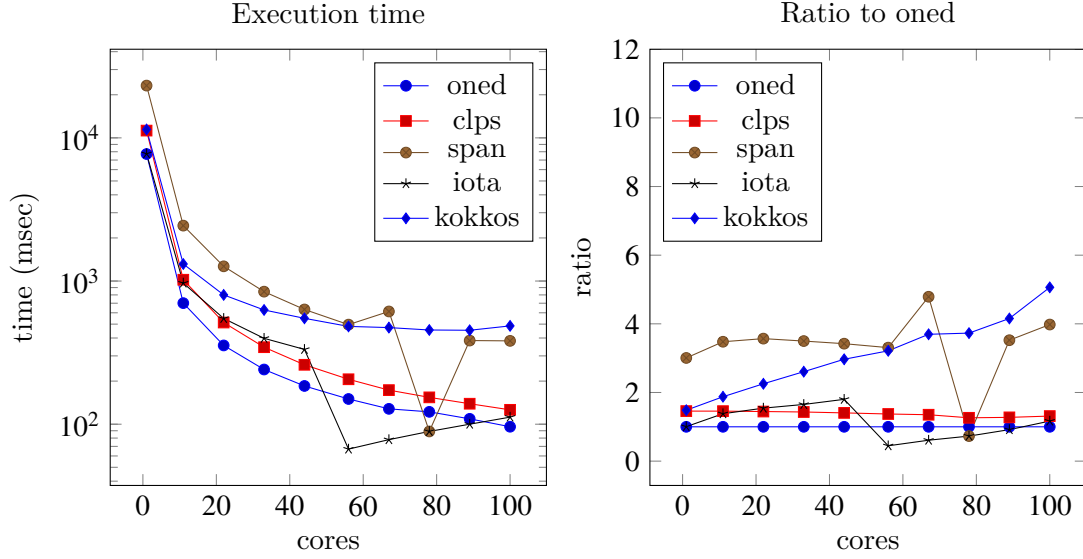 Execution time
10^4
10^3
10^2
time (msec)
0 20 40 60 80 100
cores
oned
clps
span
iota
kokkos
Ratio to oned
12
10
8
6
4
2
0
ratio
0 20 40 60 80 100
cores
oned
clps
span
iota
kokkos